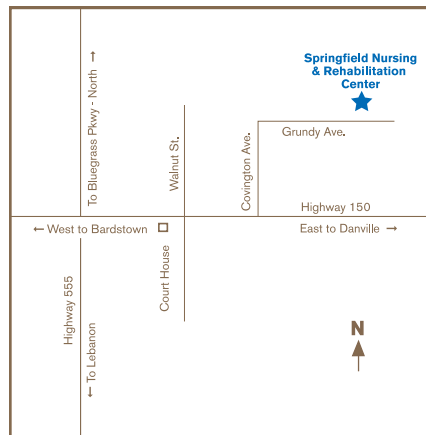 Springfield Nursing
& Rehabilitation
Center
To Bluegrass Pkwy - North →
Walnut St.
Covington Ave.
Grundy Ave.
Highway 150
← West to Bardstown
East to Danville →
Court House
Highway 555
← To Lebanon
N